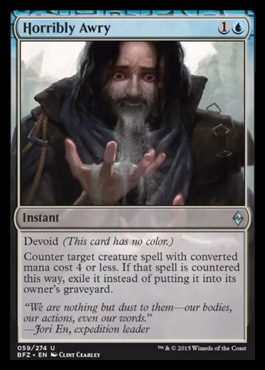 Horribly Awry 1
Instant
Devoid (This card has no color.)
Counter target creature spell with converted
mana cost 4 or less. If that spell is countered
this way, exile it instead of putting it into its
owner's graveyard.
"We are nothing but dust to them—our bodies,
our actions, even our words."
—Jori En, expedition leader
059/274 U
BFZ • EN Clint Cearley
™ & © 2015 Wizards of the Coast